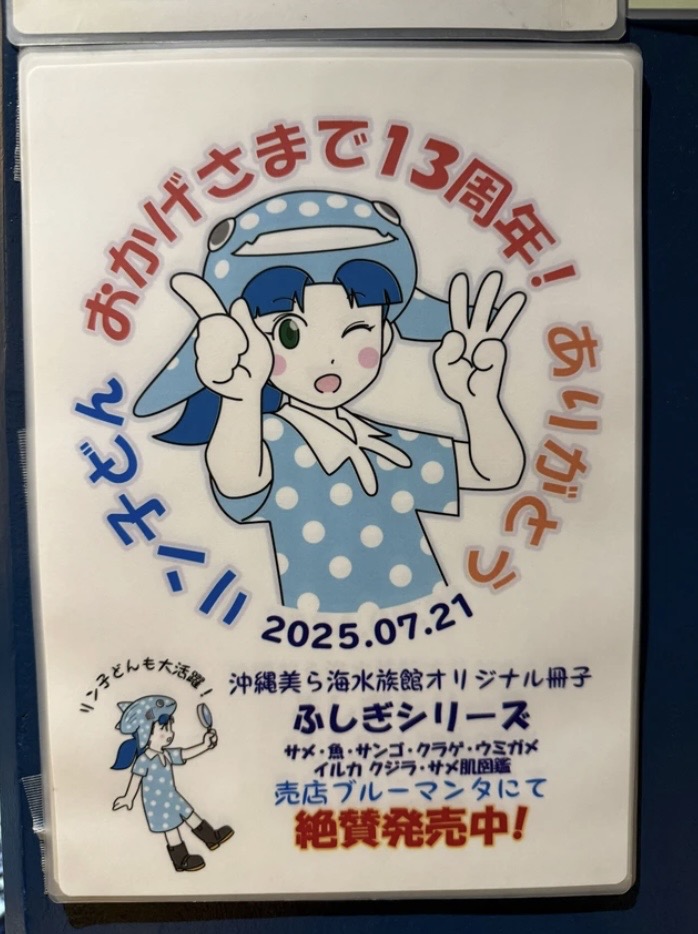 リン子どん おかげさまで13周年! ありがとう
2025.07.21
リン子どんも大活躍!
沖縄美ら海水族館オリジナル冊子
ふしぎシリーズ
サメ・魚・サンゴ・クラゲ・ウミガメ
イルカ クジラ・サメ肌図鑑
売店ブルーマンタにて
絶賛発売中!